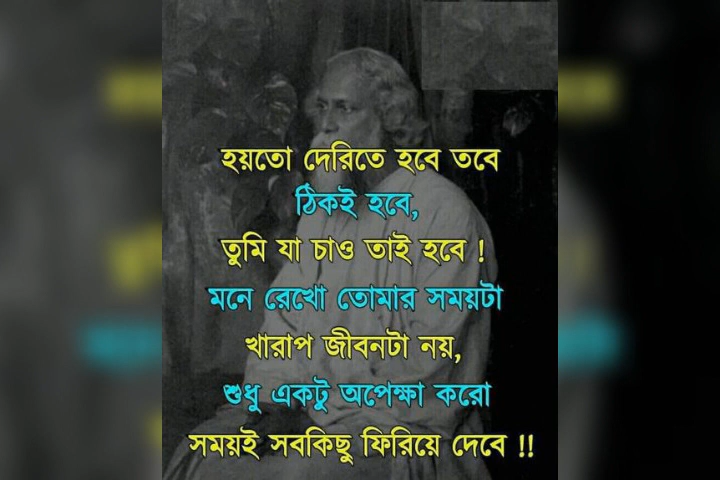 হয়তো দেরিতে হবে তবে
ঠিকই হবে,
তুমি যা চাও তাই হবে !
মনে রেখো তোমার সময়টা
খারাপ জীবনটা নয়,
শুধু একটু অপেক্ষা করো
সময়ই সবকিছু ফিরিয়ে দেবে !!